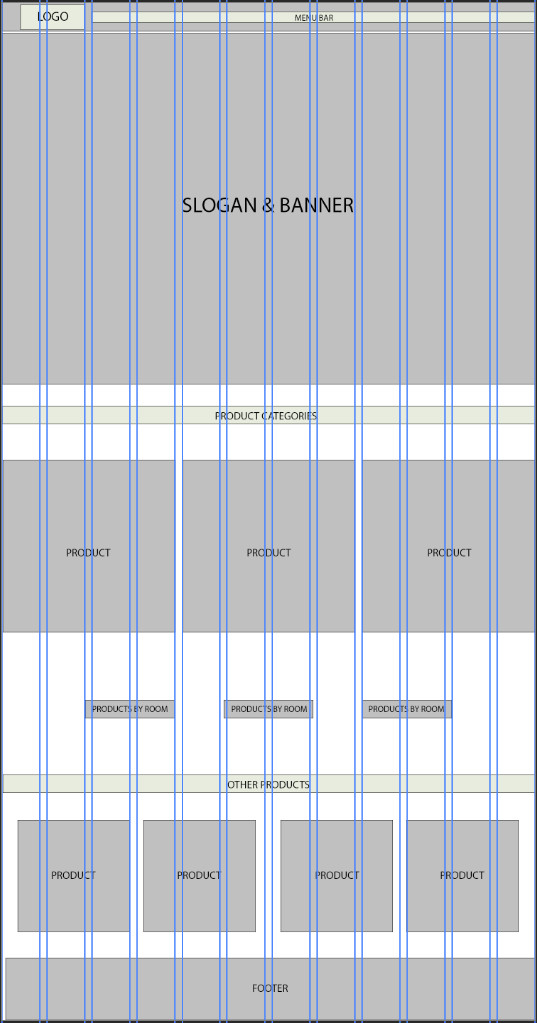 LOGO
MENU BAR
SLOGAN & BANNER
PRODUCT CATEGORIES
PRODUCT
PRODUCT
PRODUCT
PRODUCTS BY ROOM
PRODUCTS BY ROOM
PRODUCTS BY ROOM
OTHER PRODUCTS
PRODUCT
PRODUCT
PRODUCT
PRODUCT
FOOTER